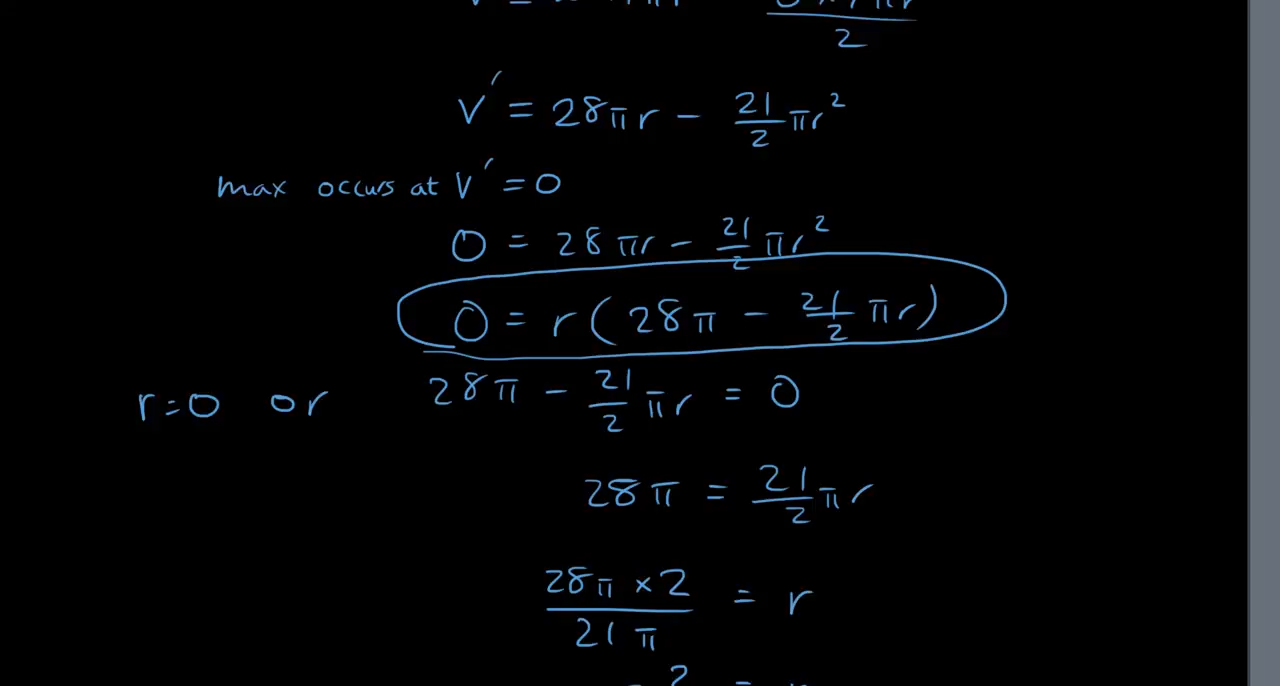 2
V' = 28πr − 21/2 πr²
max occurs at V' = 0
0 = 28πr − 21/2 πr²
0 = r(28π − 21/2 πr)
r=0 or 28π − 21/2 πr = 0
28π = 21/2 πr
28π × 2 / 21π = r